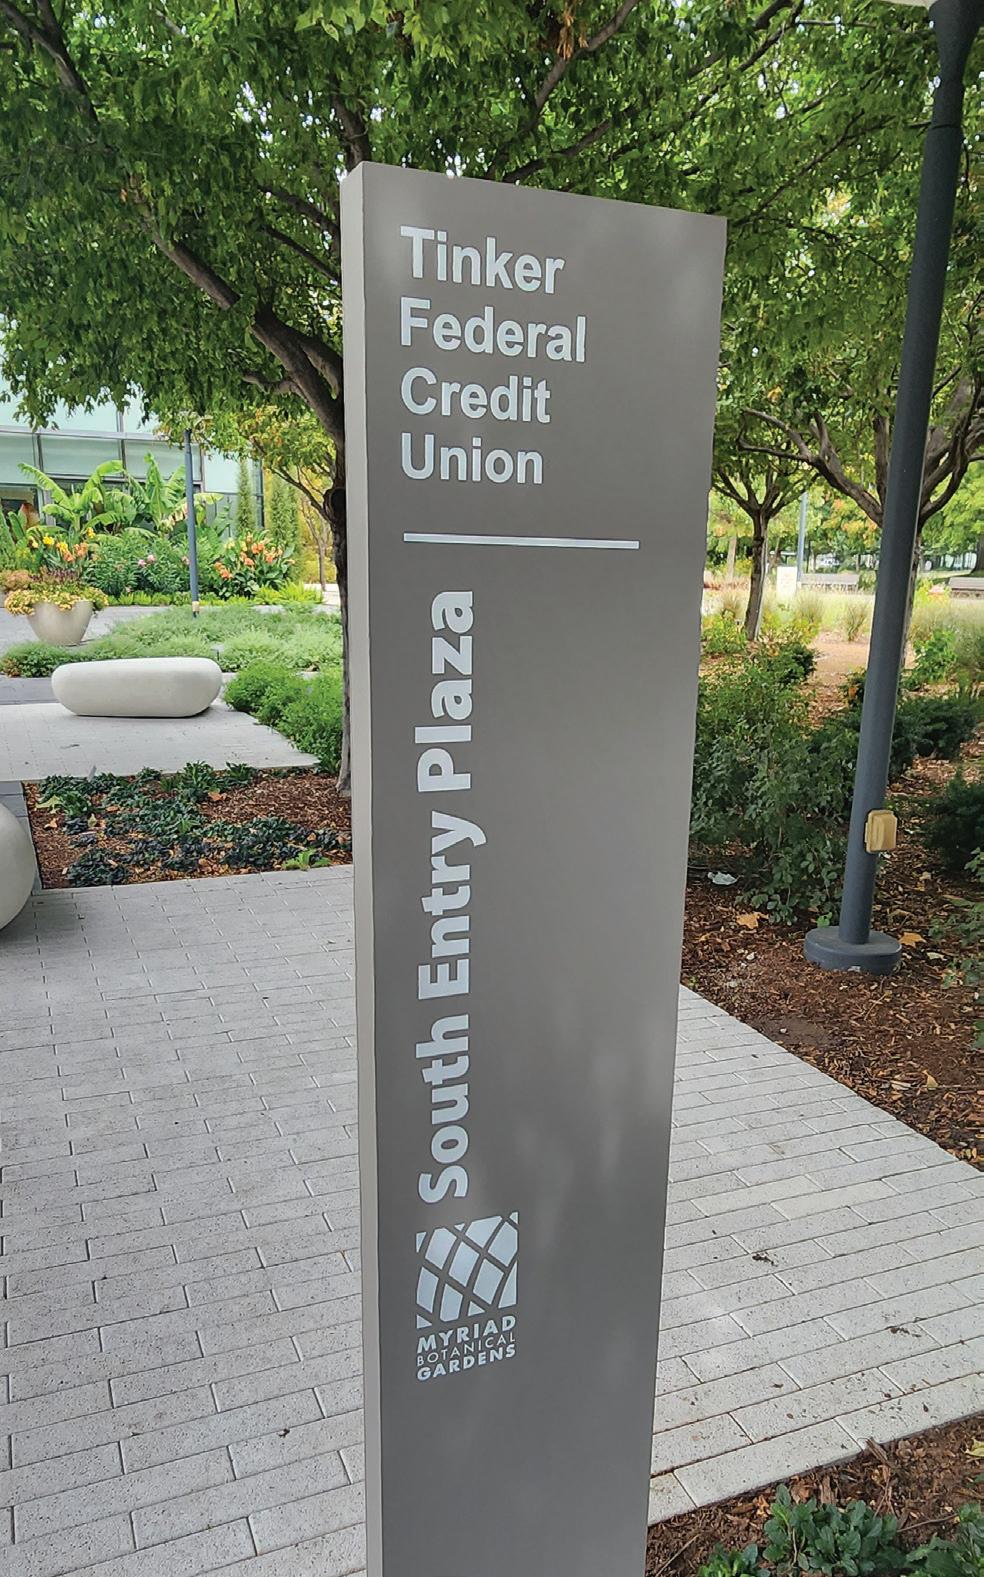 Tinker
Federal
Credit
Union
South Entry Plaza
MYRIAD
BOTANICAL
GARDENS